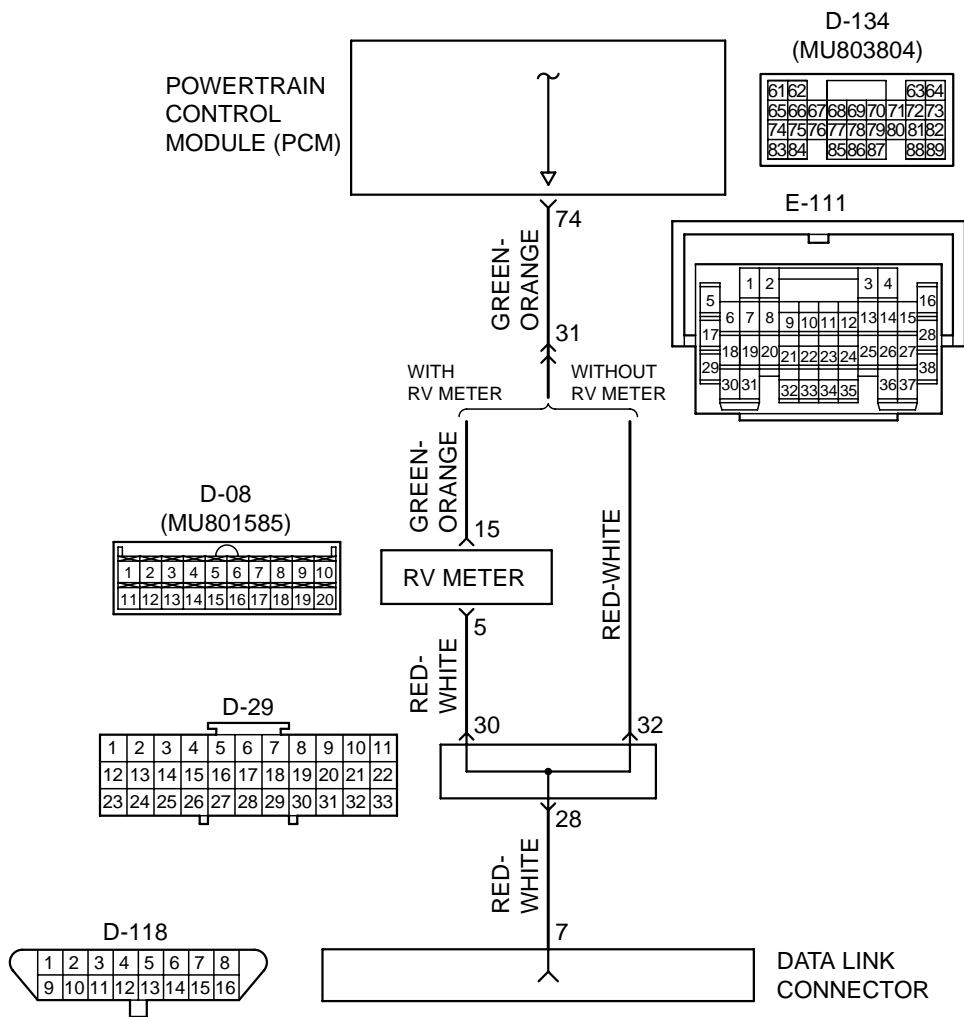 D-134
(MU803804)
POWERTRAIN
CONTROL
MODULE (PCM)
61 62 63 64
65 66 67 68 69 70 71 72 73
74 75 76 77 78 79 80 81 82
83 84 85 86 87 88 89
74
E-111
GREEN-
ORANGE
1 2 3 4
5 16
6 7 8 9 10 11 12 13 14 15
17 28
18 19 20 21 22 23 24 25 26 27
29 38
30 31 32 33 34 35 36 37
31
WITH
RV METER
WITHOUT
RV METER
GREEN-
ORANGE
RED-WHITE
D-08
(MU801585)
1 2 3 4 5 6 7 8 9 10
11 12 13 14 15 16 17 18 19 20
15
RV METER
5
RED-
WHITE
D-29
1 2 3 4 5 6 7 8 9 10 11
12 13 14 15 16 17 18 19 20 21 22
23 24 25 26 27 28 29 30 31 32 33
30
32
28
RED-
WHITE
7
D-118
1 2 3 4 5 6 7 8
9 10 11 12 13 14 15 16
DATA LINK
CONNECTOR